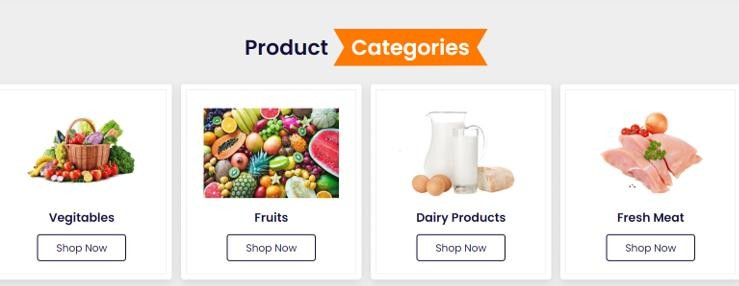 Product Categories
Vegitables
Shop Now
Fruits
Shop Now
Dairy Products
Shop Now
Fresh Meat
Shop Now